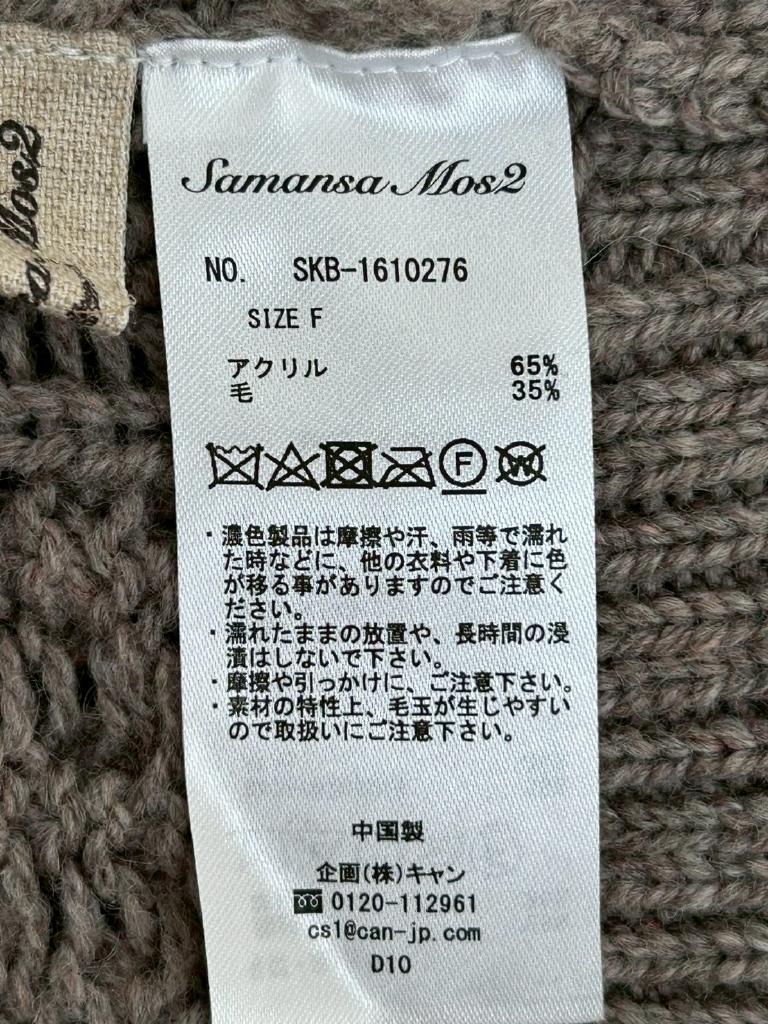 Samansa Mos2
NO. SKB-1610276
SIZE F
アクリル 65%
毛 35%
F
W
・濃色製品は摩擦や汗、雨等で濡れ
た時などに、他の衣料や下着に色
が移る事がありますのでご注意く
ださい。
・濡れたままの放置や、長時間の浸
漬はしないで下さい。
・摩擦や引っかけに、ご注意下さい。
・素材の特性上、毛玉が生じやすい
ので取扱いにご注意下さい。
中国製
企画(株)キャン
0120-112961
cs1@can-jp.com
D10
a Mos2